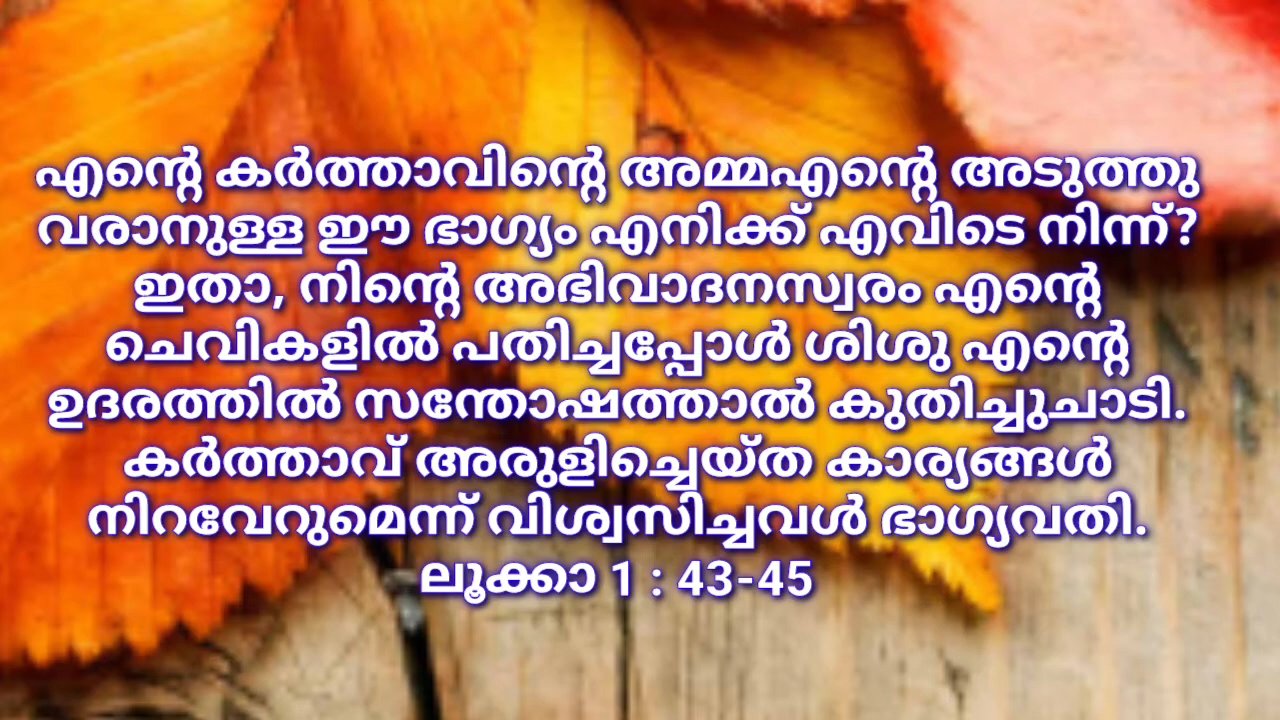 എന്റെ കർത്താവിന്റെ അമ്മഎന്റെ അടുത്തു
വരാനുള്ള ഈ ഭാഗ്യം എനിക്ക് എവിടെ നിന്ന്?
ഇതാ, നിന്റെ അഭിവാദനസ്വരം എന്റെ
ചെവികളിൽ പതിച്ചപ്പോൾ ശിശു എന്റെ
ഉദരത്തിൽ സന്തോഷത്താൽ കുതിച്ചുചാടി.
കർത്താവ് അരുളിച്ചെയ്ത കാര്യങ്ങൾ
നിറവേറുമെന്ന് വിശ്വസിച്ചവൾ ഭാഗ്യവതി.
ലൂക്കാ 1 : 43-45